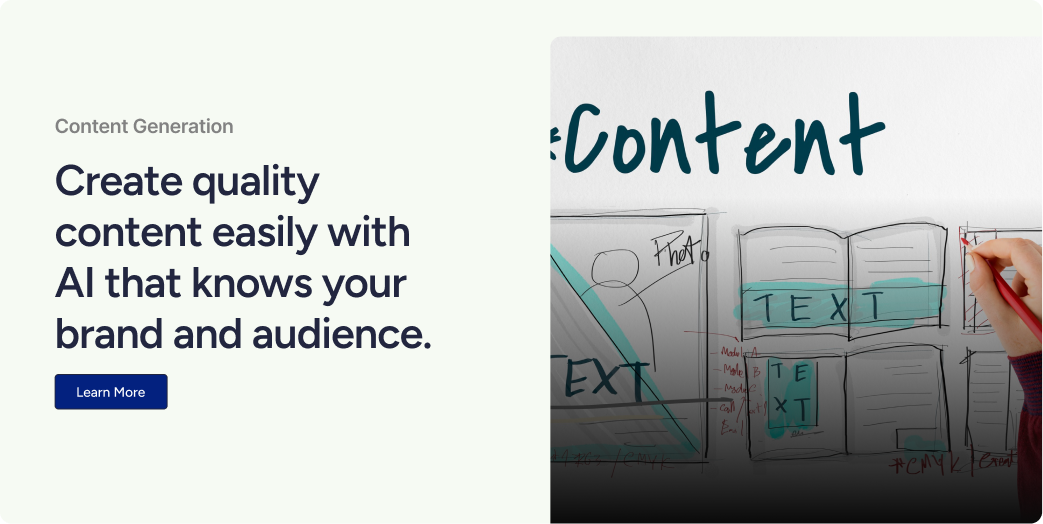 Content Generation
Create quality
content easily with
AI that knows your
brand and audience.
Learn More
#Content
Photo
TEXT
TEXT
TE
XT